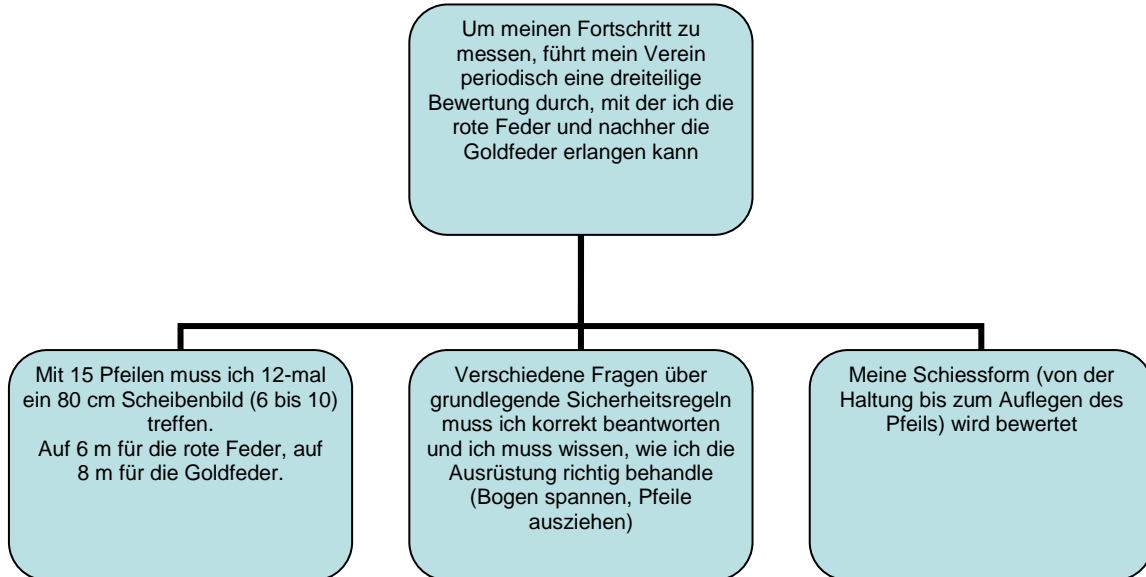 Um meinen Fortschritt zu
messen, führt mein Verein
periodisch eine dreiteilige
Bewertung durch, mit der ich die
rote Feder und nachher die
Goldfeder erlangen kann
Mit 15 Pfeilen muss ich 12-mal
ein 80 cm Scheibenbild (6 bis 10)
treffen.
Auf 6 m für die rote Feder, auf
8 m für die Goldfeder.
Verschiedene Fragen über
grundlegende Sicherheitsregeln
muss ich korrekt beantworten
und ich muss wissen, wie ich die
Ausrüstung richtig behandle
(Bogen spannen, Pfeile
ausziehen)
Meine Schiessform (von der
Haltung bis zum Auflegen des
Pfeils) wird bewertet